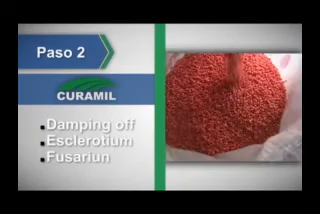 Paso 2
CURAMIL
Damping off
Esclerotium
Fusariun